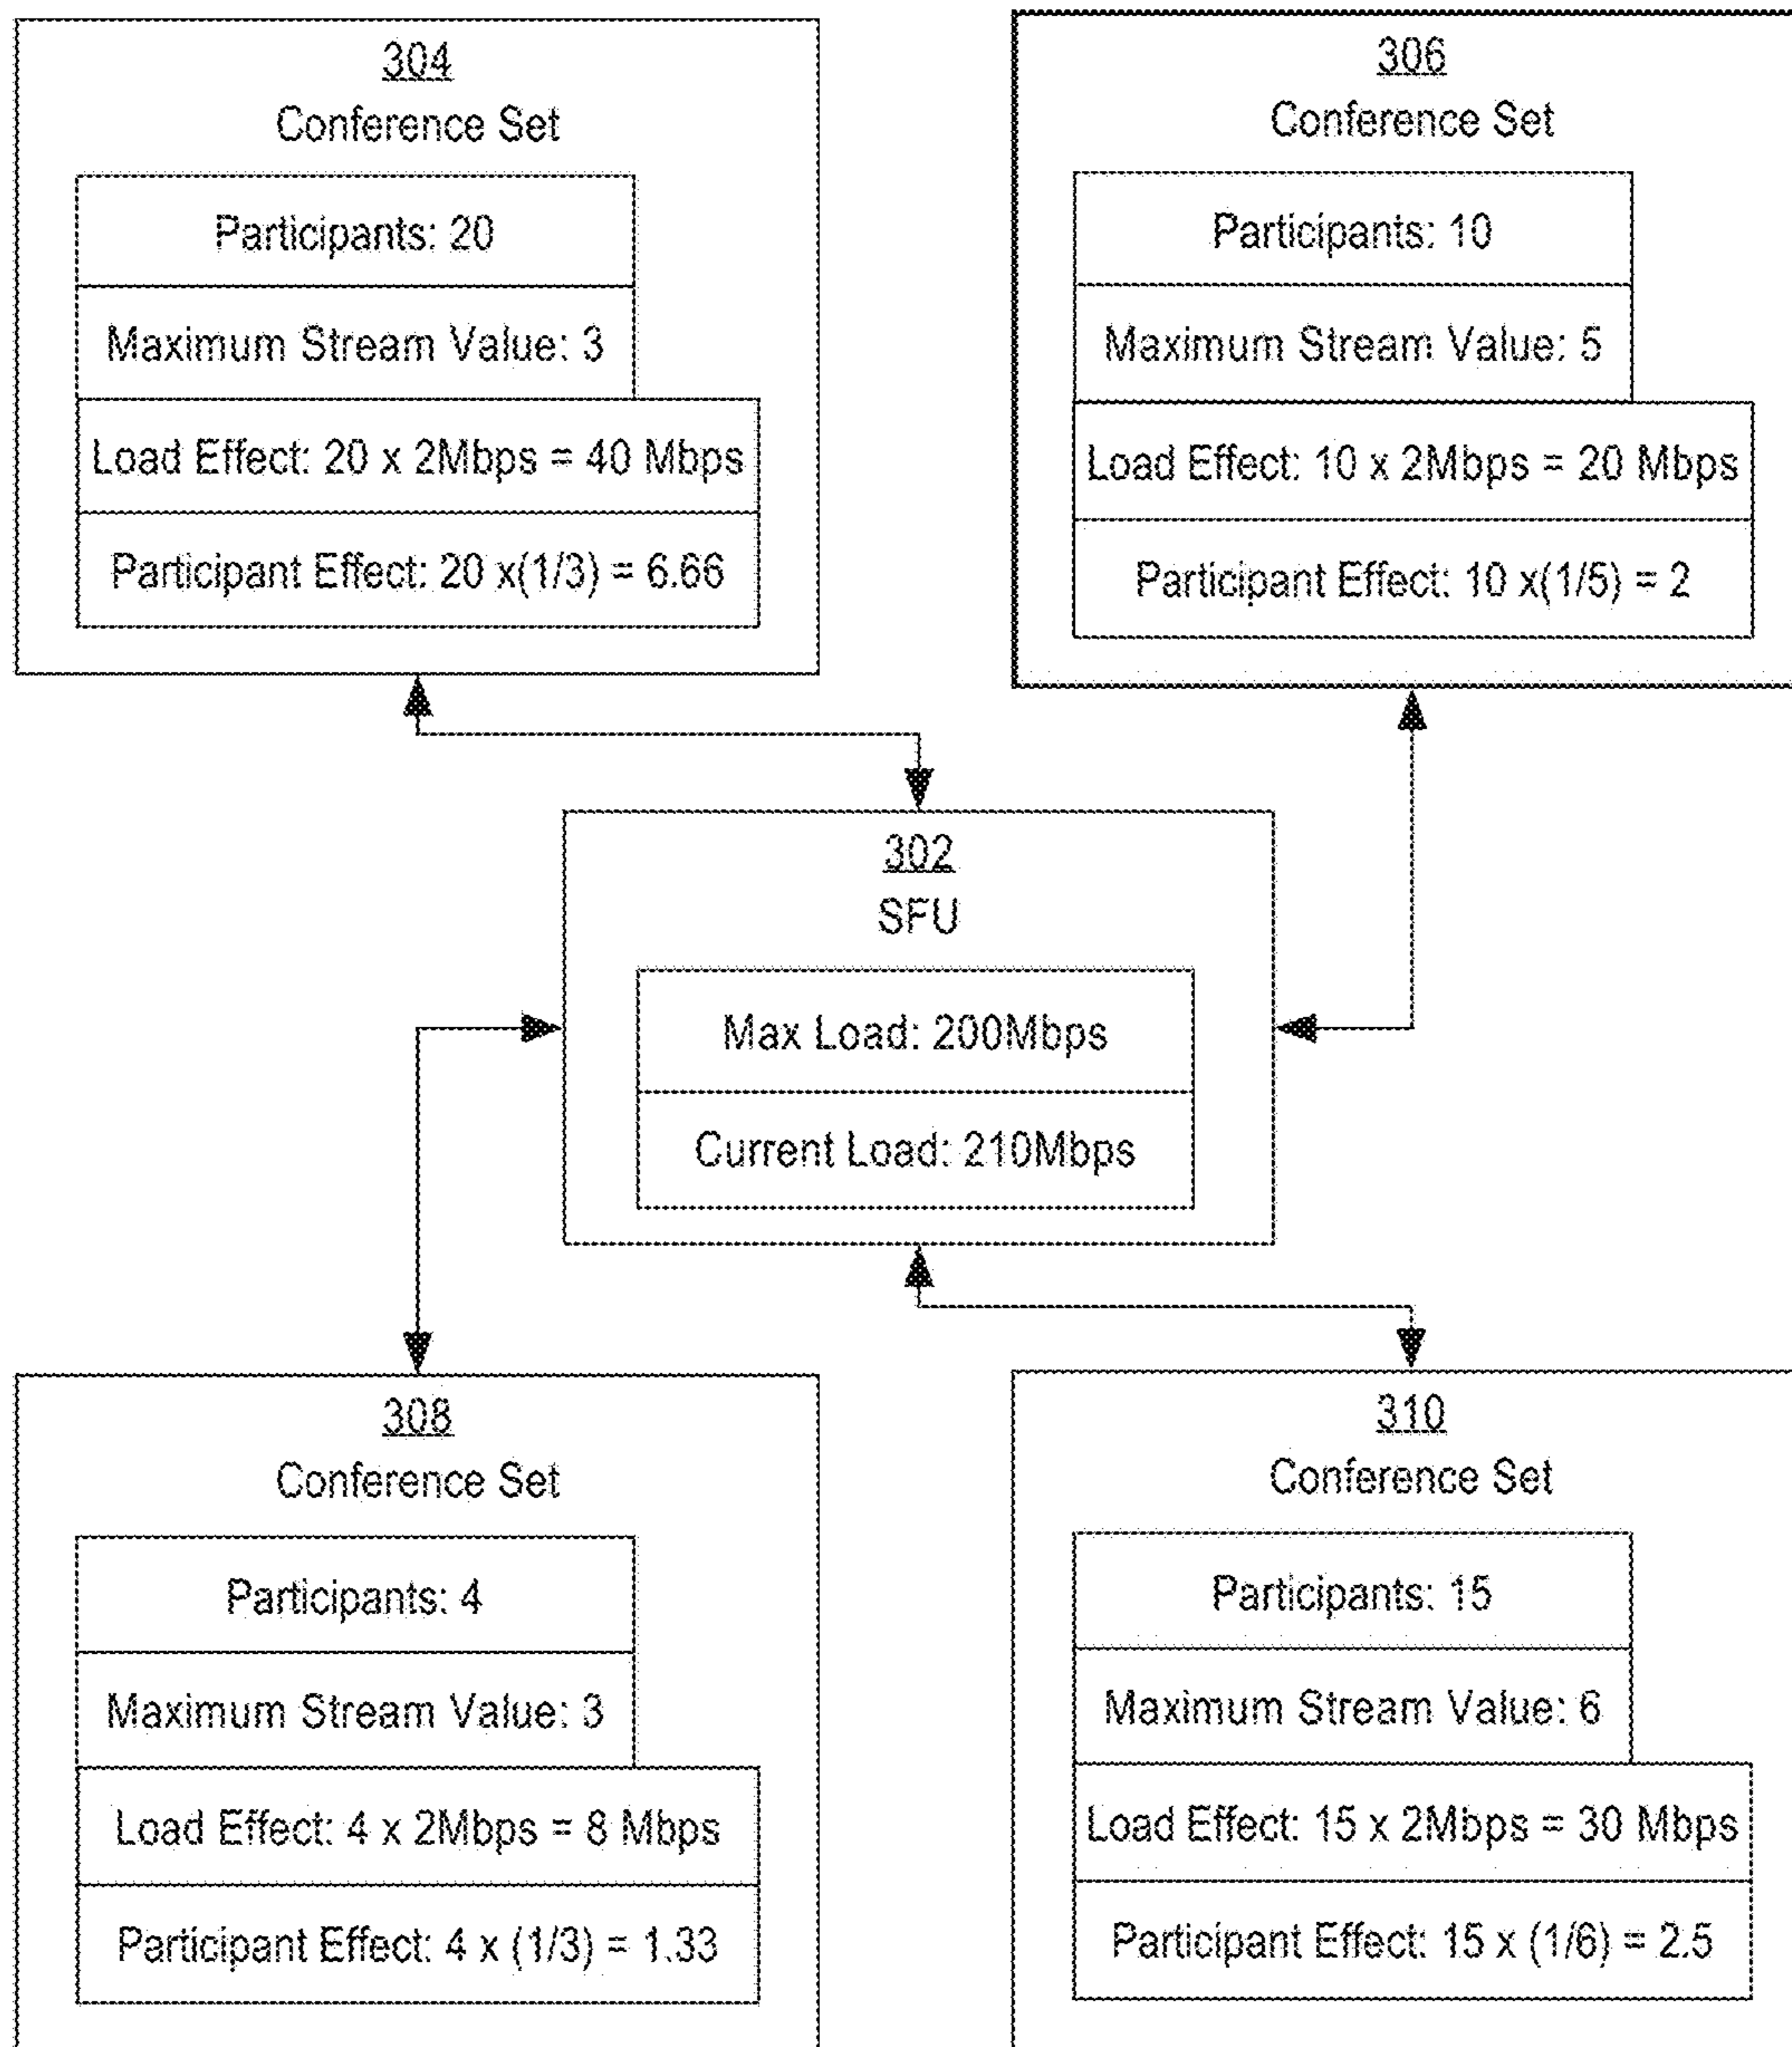 304
Conference Set
Participants: 20
Maximum Stream Value: 3
Load Effect: 20 x 2Mbps = 40 Mbps
Participant Effect: 20 x(1/3) = 6.66
306
Conference Set
Participants: 10
Maximum Stream Value: 5
Load Effect: 10 x 2Mbps = 20 Mbps
Participant Effect: 10 x(1/5) = 2
302
SFU
Max Load: 200Mbps
Current Load: 210Mbps
308
Conference Set
Participants: 4
Maximum Stream Value: 3
Load Effect: 4 x 2Mbps = 8 Mbps
Participant Effect: 4 x (1/3) = 1.33
310
Conference Set
Participants: 15
Maximum Stream Value: 6
Load Effect: 15 x 2Mbps = 30 Mbps
Participant Effect: 15 x (1/6) = 2.5